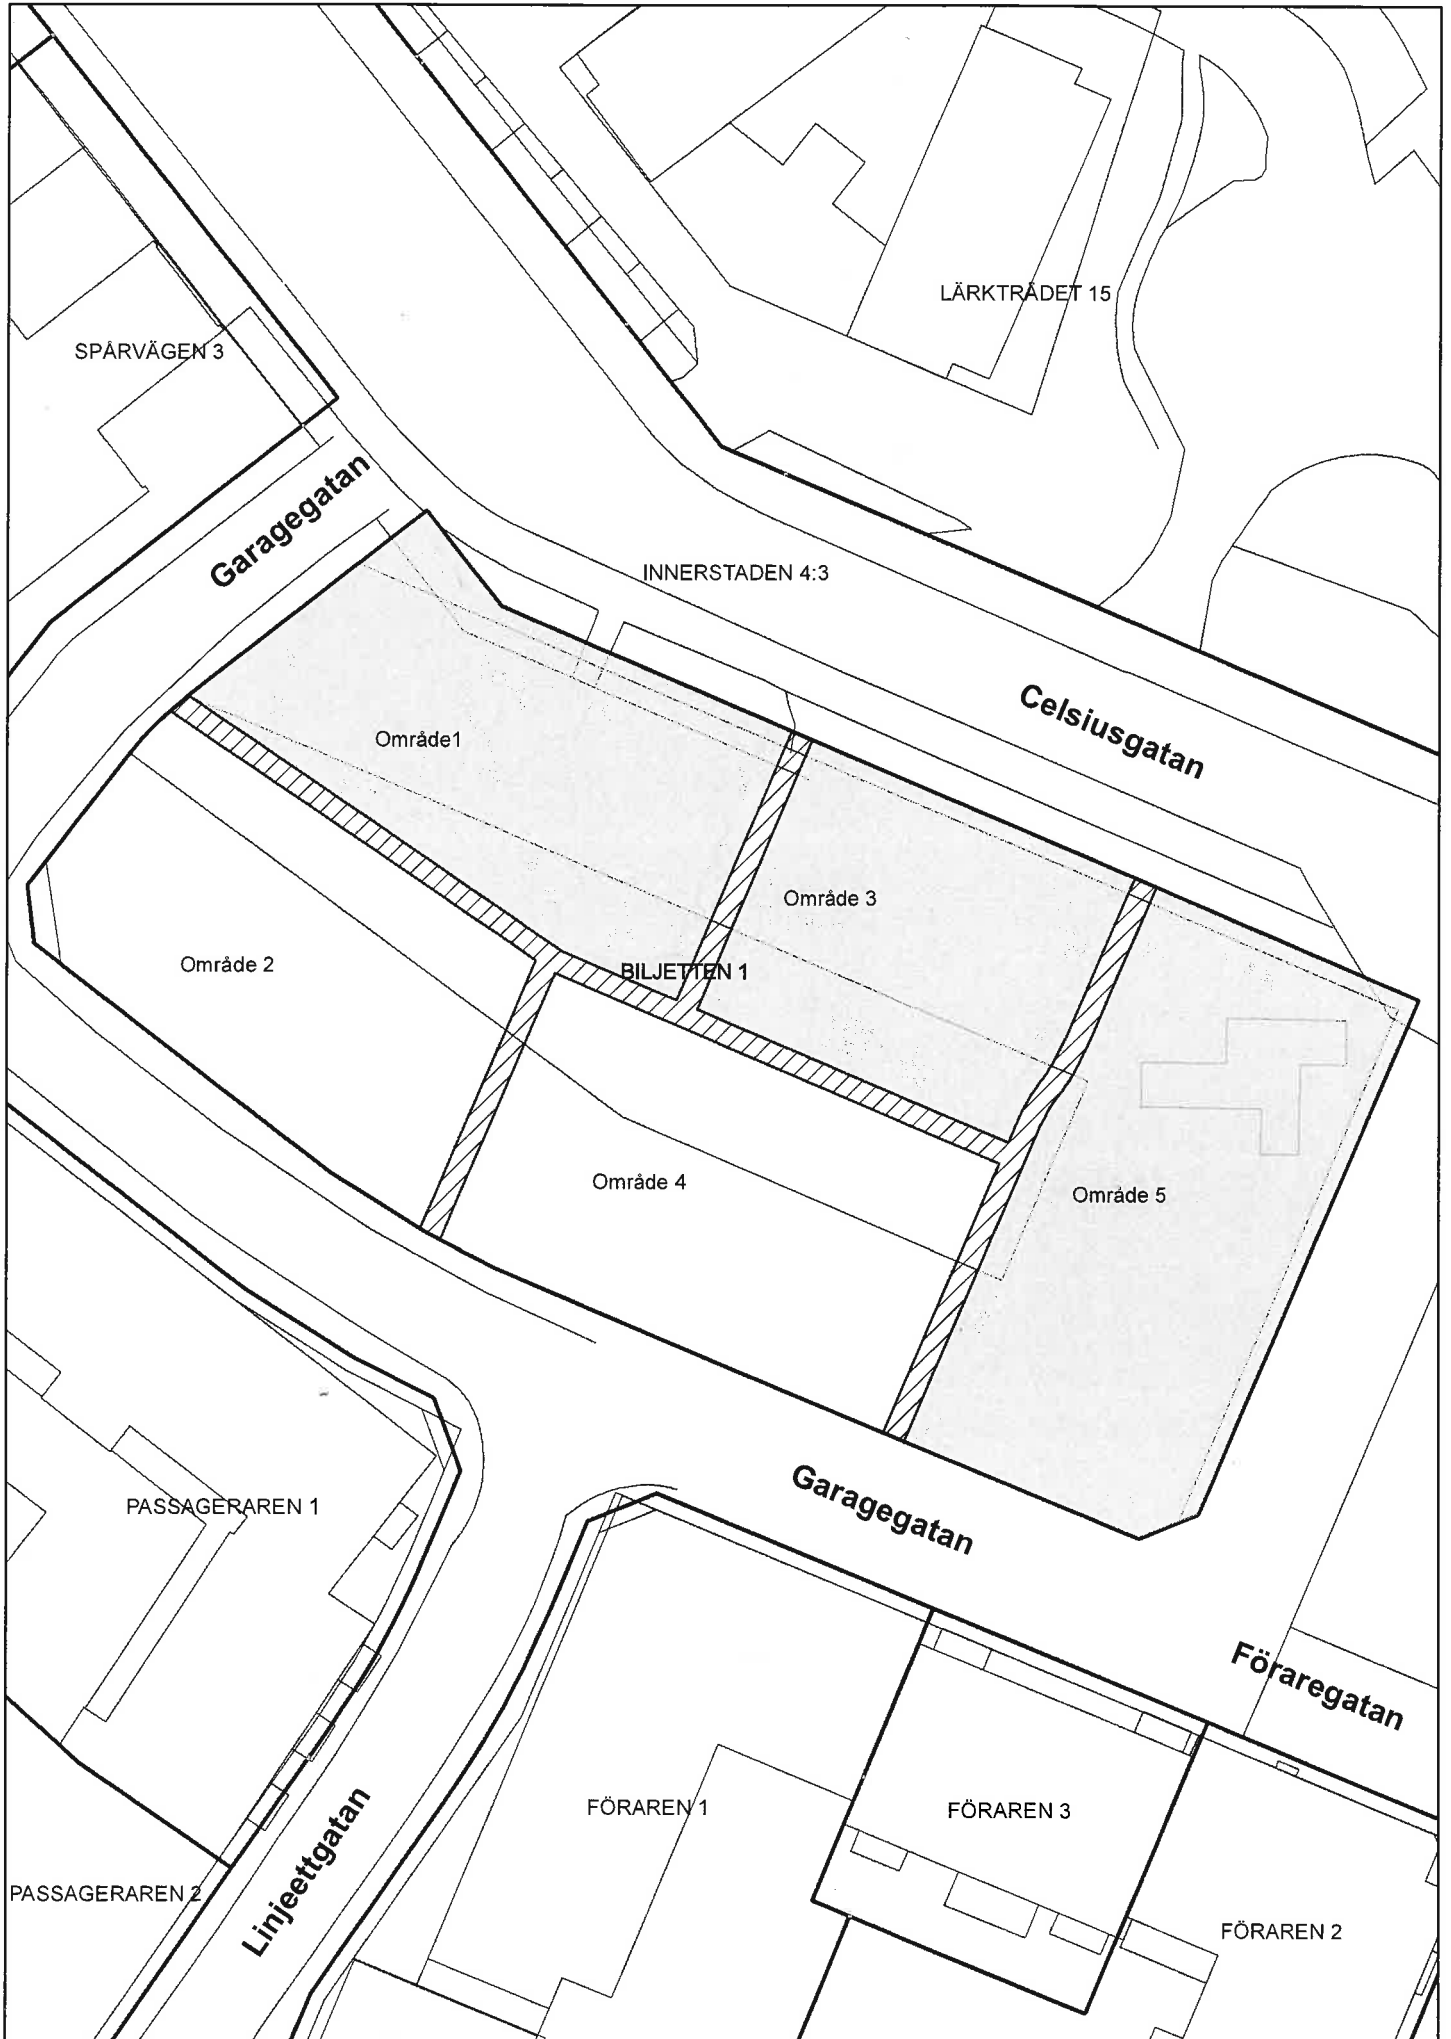 LÄRKTRÄDET 15
SPÅRVÄGEN 3
Garagegatan
INNERSTADEN 4:3
Celsiusgatan
Område1
Område 3
Område 2
BILJETTEN 1
Område 4
Område 5
Garagegatan
PASSAGERAREN 1
Föraregatan
FÖRAREN 1
FÖRAREN 3
Linjeettgatan
PASSAGERAREN 2
FÖRAREN 2